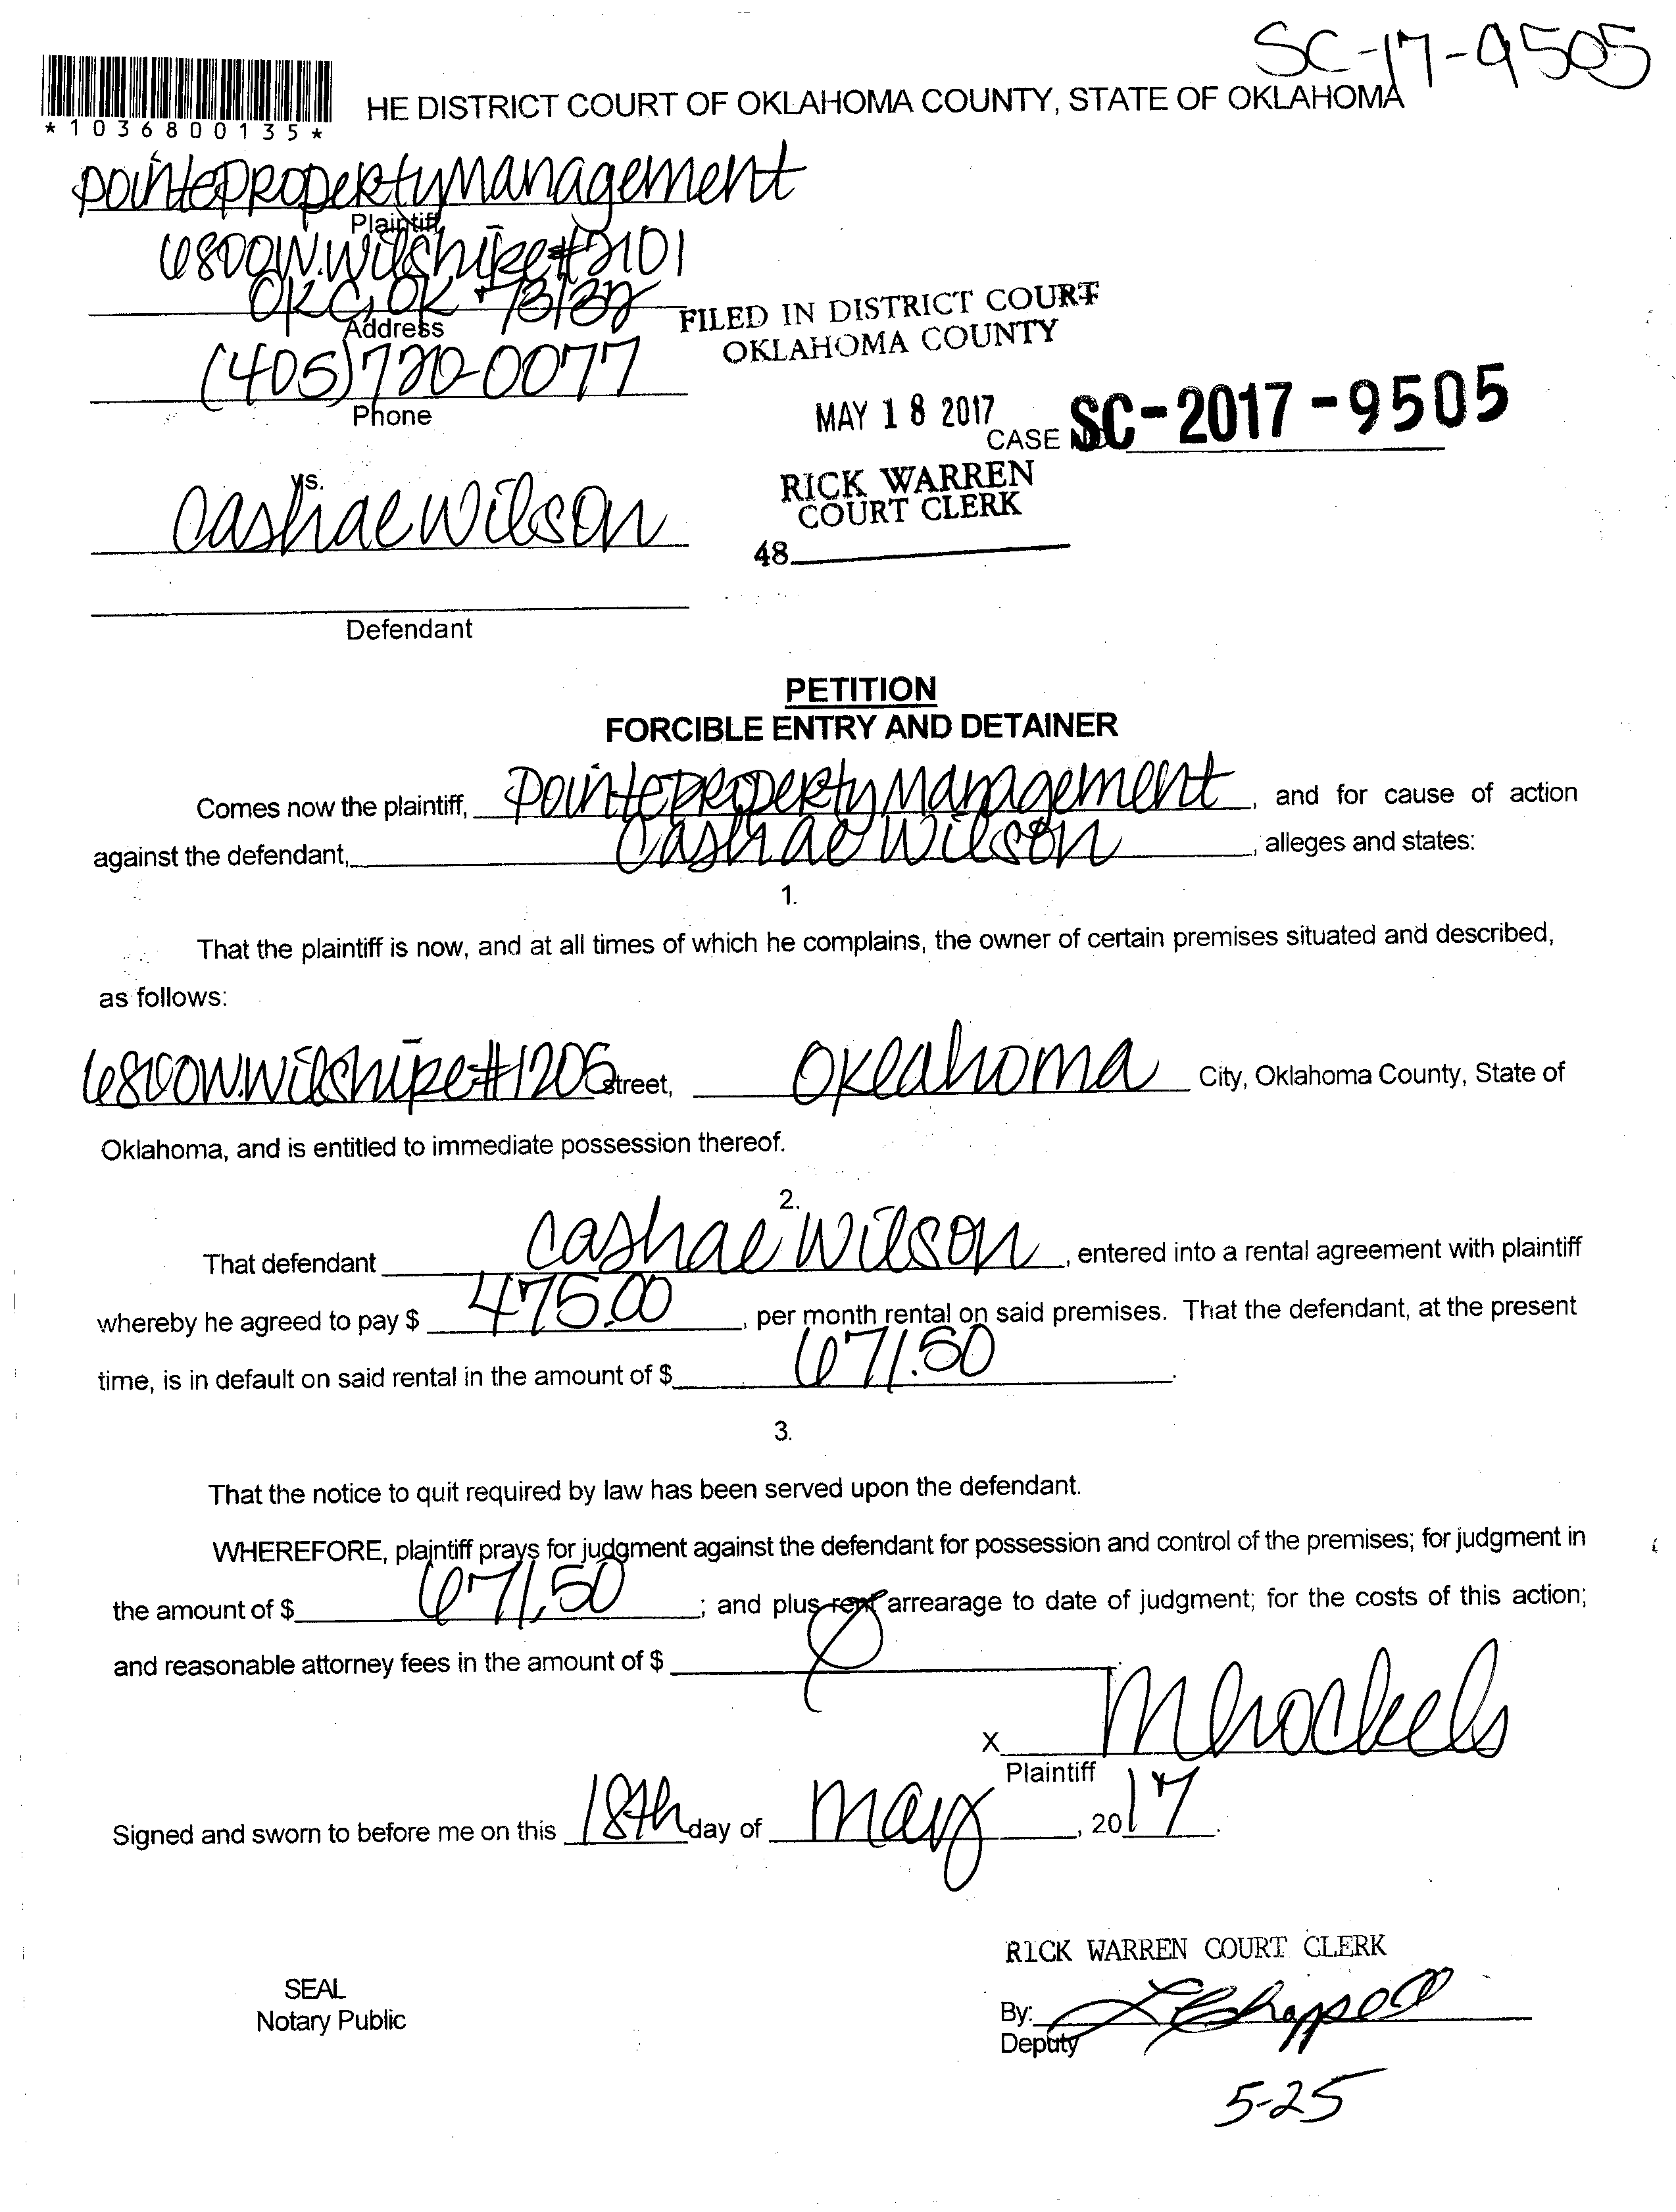 SC-17-9505
*1036800135*
HE DISTRICT COURT OF OKLAHOMA COUNTY, STATE OF OKLAHOMA
Pointe Property Management
Plaintiff
6800 W. Wilshire #2101
OKC, OK 73132
Address
(405)720-0077
Phone
FILED IN DISTRICT COURT
OKLAHOMA COUNTY
MAY 18 2017
CASE NO SC-2017-9505
RICK WARREN
COURT CLERK
48
vs.
Cashae Wilson
Defendant
PETITION
FORCIBLE ENTRY AND DETAINER
Comes now the plaintiff, Pointe Property Management, and for cause of action
against the defendant, Cashae Wilson, alleges and states:
1.
That the plaintiff is now, and at all times of which he complains, the owner of certain premises situated and described,
as follows:
6800 W. Wilshire #1205 street, Oklahoma City, Oklahoma County, State of
Oklahoma, and is entitled to immediate possession thereof.
2.
That defendant Cashae Wilson, entered into a rental agreement with plaintiff
whereby he agreed to pay $ 475.00, per month rental on said premises. That the defendant, at the present
time, is in default on said rental in the amount of $ 671.50.
3.
That the notice to quit required by law has been served upon the defendant.
WHEREFORE, plaintiff prays for judgment against the defendant for possession and control of the premises; for judgment in
the amount of $ 671.50; and plus rent arrearage to date of judgment; for the costs of this action;
and reasonable attorney fees in the amount of $
X
Plaintiff
Signed and sworn to before me on this 18th day of May, 2017.
RICK WARREN COURT CLERK
SEAL
Notary Public
By:
Deputy
5-25